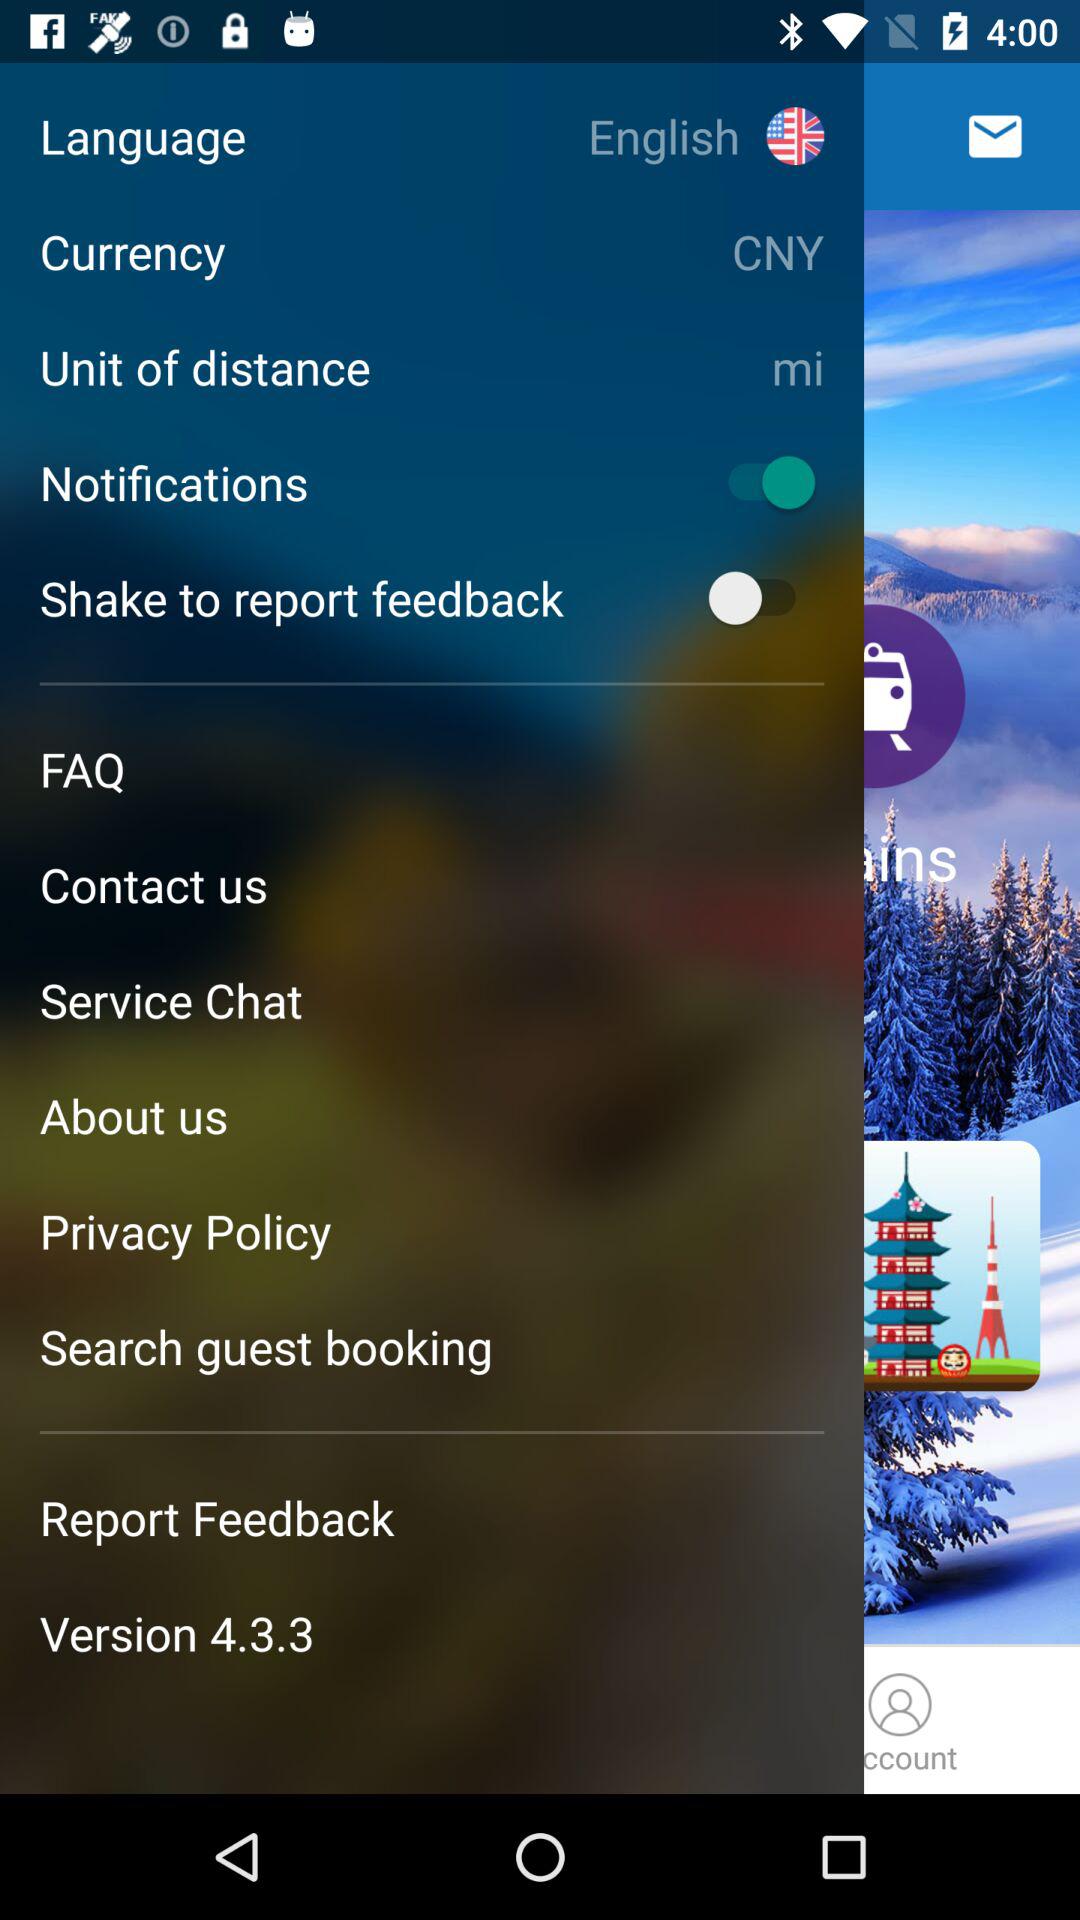 FAKE
4:00
Language English
Currency CNY
Unit of distance mi
Notifications
Shake to report feedback
FAQ
ains
Contact us
Service Chat
About us
Privacy Policy
Search guest booking
Report Feedback
Version 4.3.3
ccount